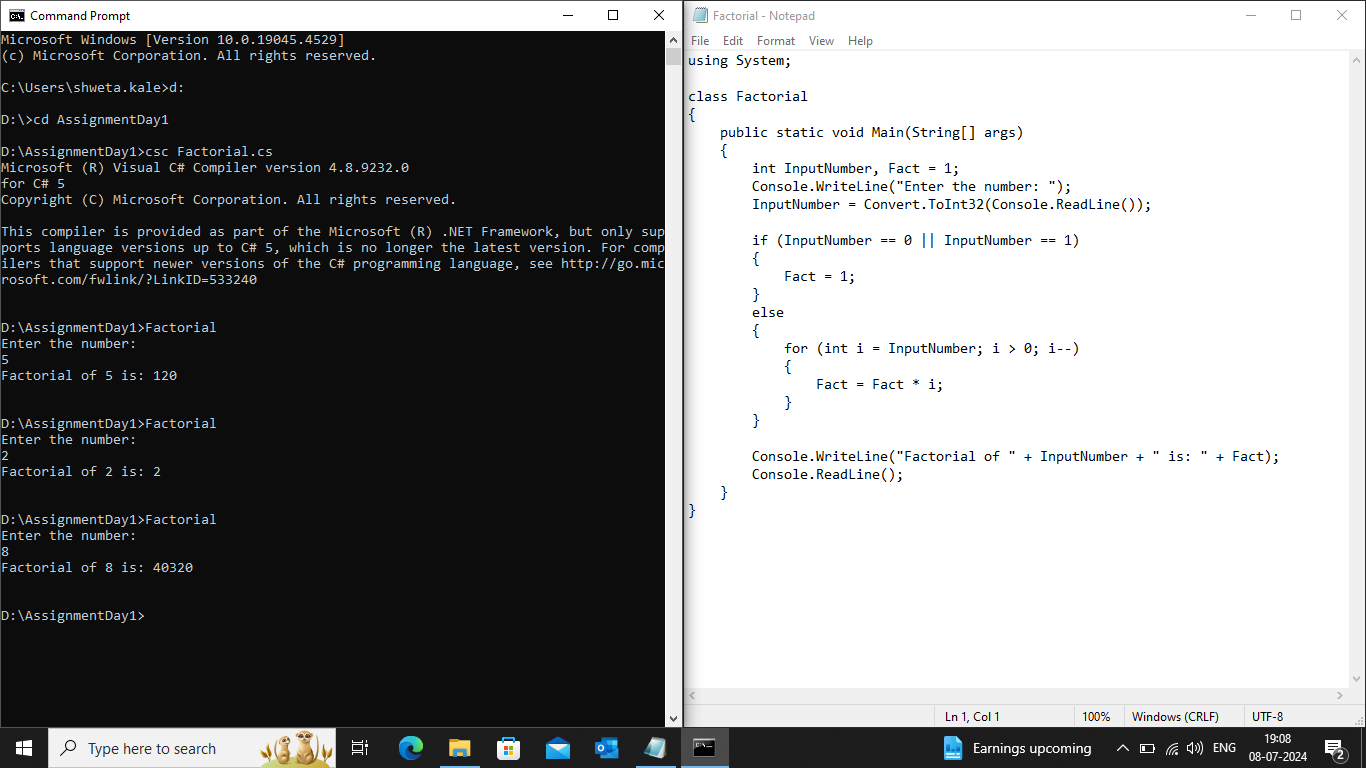 Command Prompt
Microsoft Windows [Version 10.0.19045.4529]
(c) Microsoft Corporation. All rights reserved.
C:\Users\shweta.kale>d:
D:\>cd AssignmentDay1
D:\AssignmentDay1>csc Factorial.cs
Microsoft (R) Visual C# Compiler version 4.8.9232.0
for C# 5
Copyright (C) Microsoft Corporation. All rights reserved.
This compiler is provided as part of the Microsoft (R) .NET Framework, but only sup
ports language versions up to C# 5, which is no longer the latest version. For comp
ilers that support newer versions of the C# programming language, see http://go.mic
rosoft.com/fwlink/?LinkID=533240
D:\AssignmentDay1>Factorial
Enter the number:
5
Factorial of 5 is: 120
D:\AssignmentDay1>Factorial
Enter the number:
2
Factorial of 2 is: 2
D:\AssignmentDay1>Factorial
Enter the number:
8
Factorial of 8 is: 40320
D:\AssignmentDay1>
Factorial - Notepad
File Edit Format View Help
using System;
class Factorial
{
    public static void Main(String[] args)
    {
        int InputNumber, Fact = 1;
        Console.WriteLine("Enter the number: ");
        InputNumber = Convert.ToInt32(Console.ReadLine());
        if (InputNumber == 0 || InputNumber == 1)
        {
            Fact = 1;
        }
        else
        {
            for (int i = InputNumber; i > 0; i--)
            {
                Fact = Fact * i;
            }
        }
        Console.WriteLine("Factorial of " + InputNumber + " is: " + Fact);
        Console.ReadLine();
    }
}
Ln 1, Col 1 100% Windows (CRLF) UTF-8
Type here to search
Earnings upcoming
ENG
19:08
08-07-2024
2